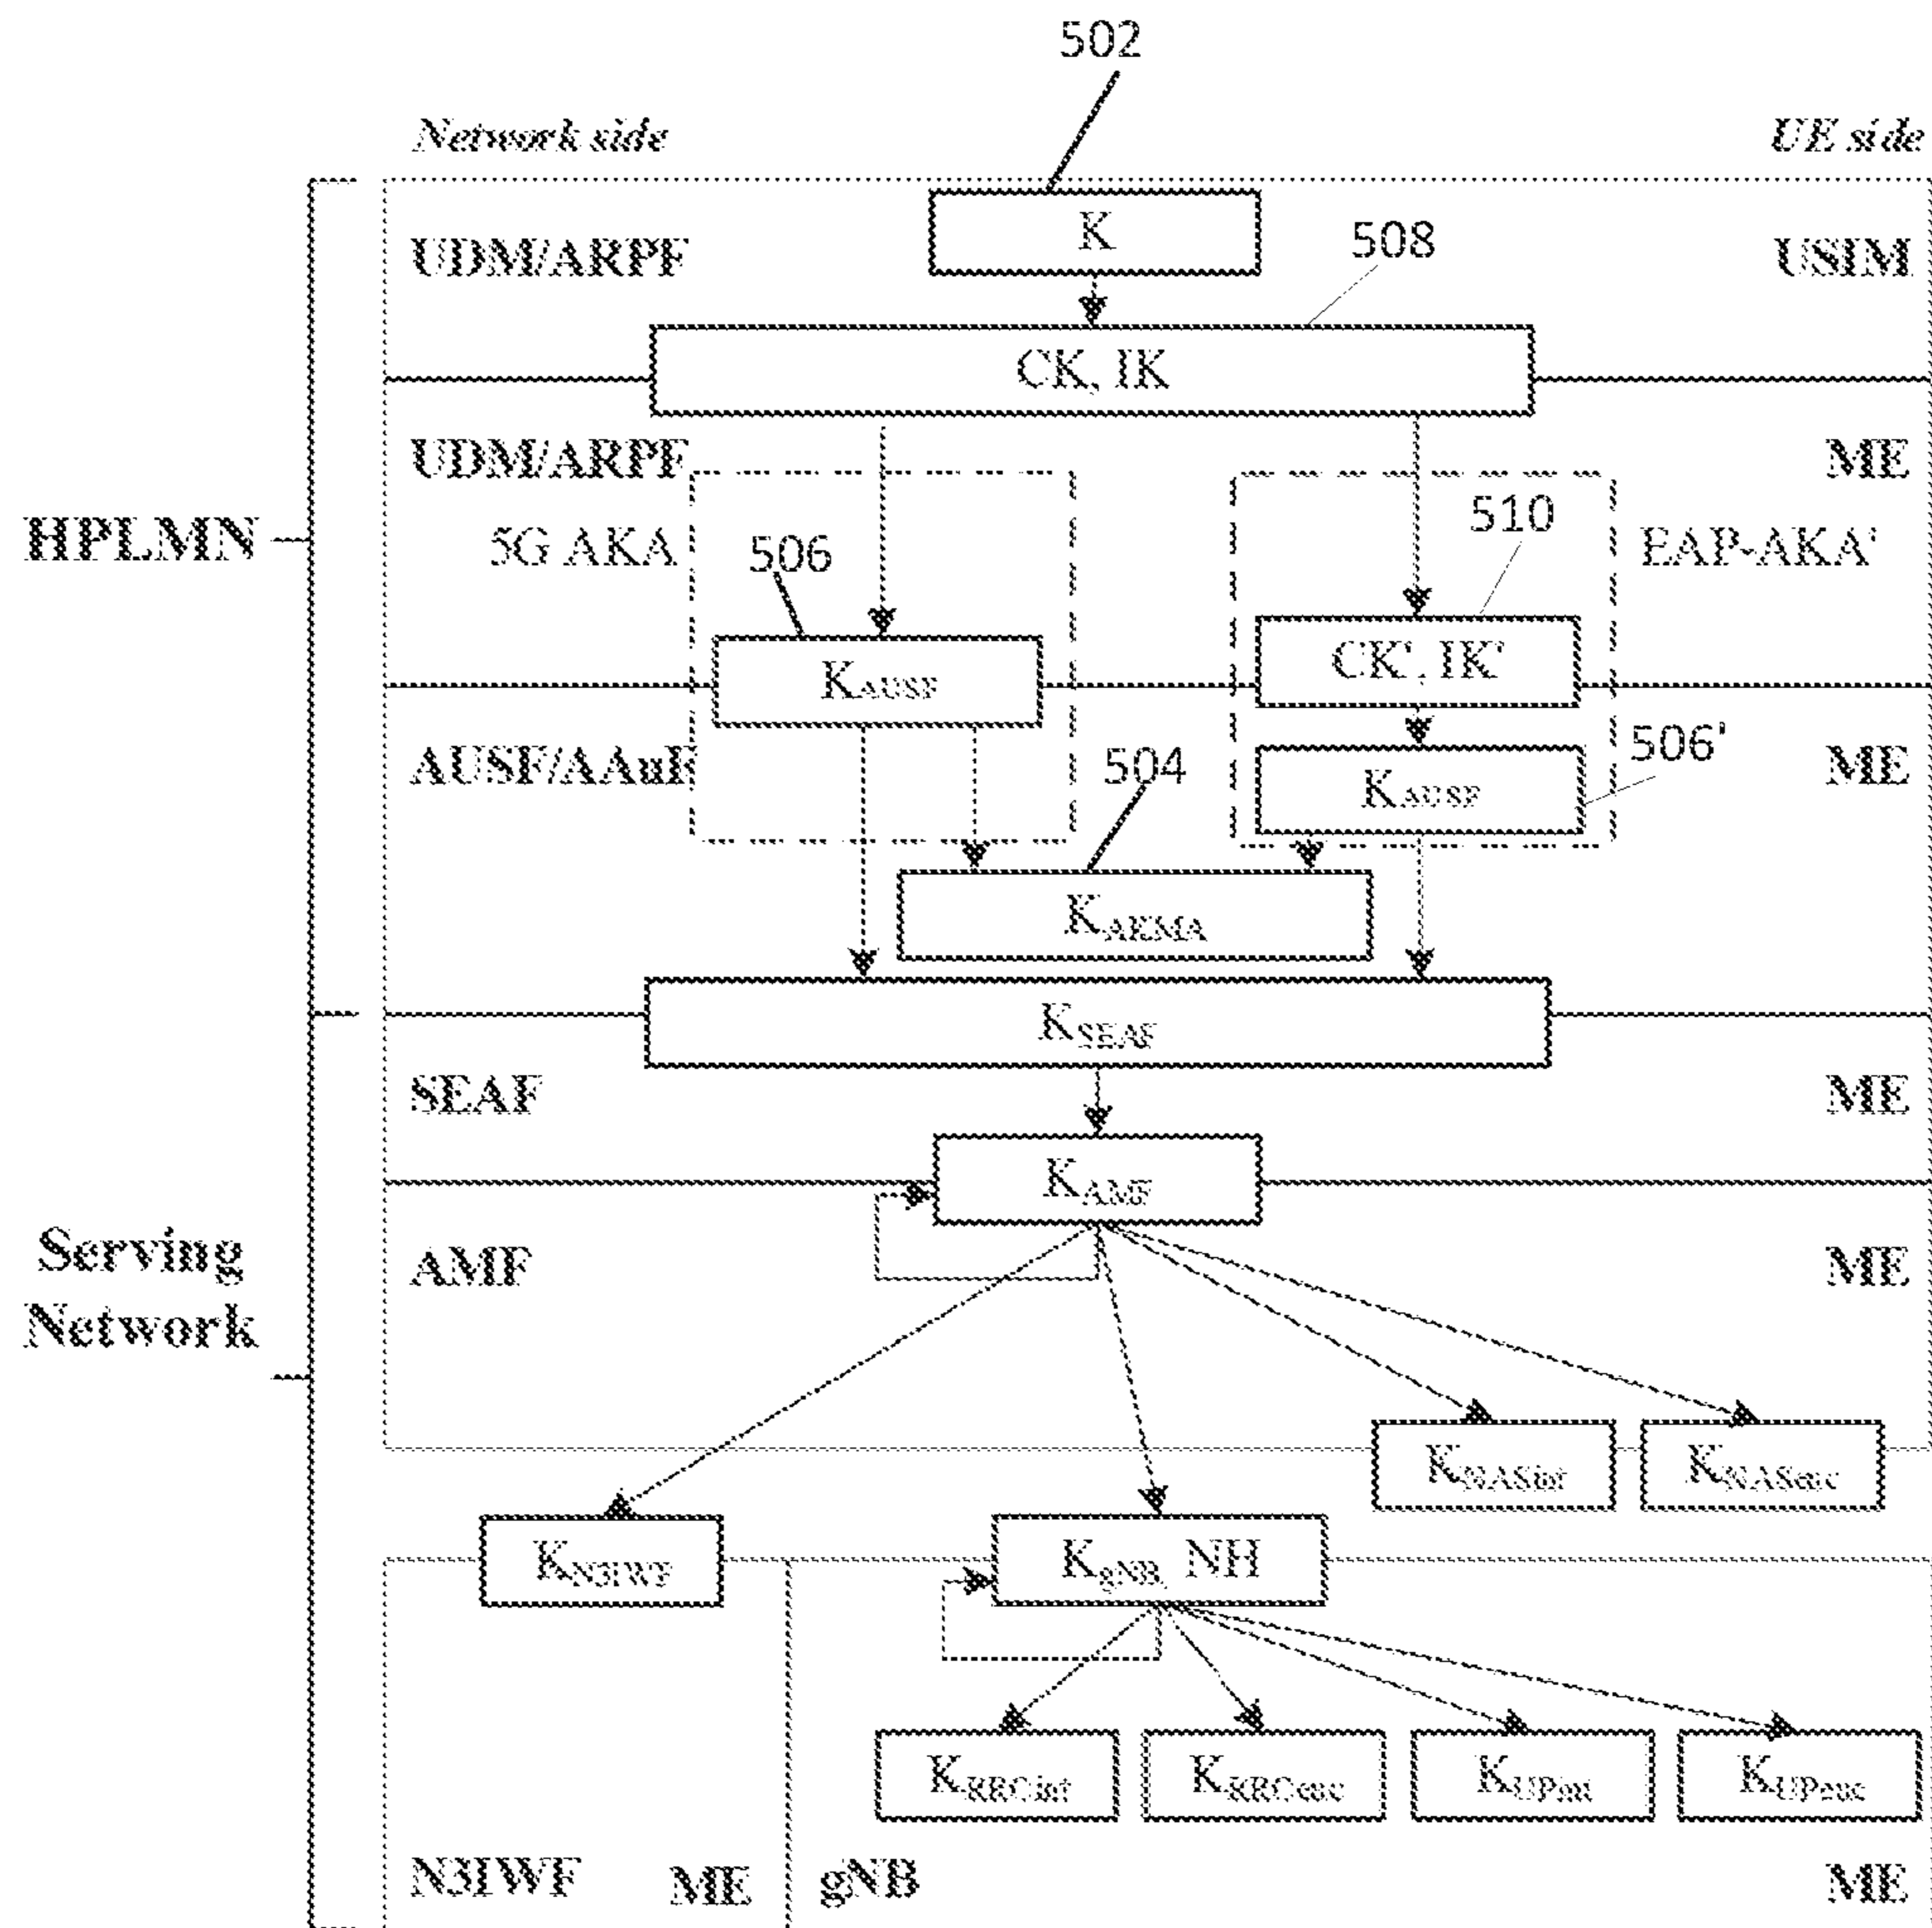 502
Network side
UE side
K
508
UDM/ARPF
USIM
CK, IK
UDM/ARPF
ME
HPLMN
5G AKA
506
510
EAP-AKA'
KAUSF
CK', IK'
AUSF/AAuF
504
506'
ME
KAUSF
KAKMA
KSEAF
SEAF
ME
KAMF
Serving
Network
AMF
ME
KNASint
KNASenc
KN3IWF
KgNB, NH
KRRCint
KRRCenc
KUPint
KUPenc
N3IWF
ME
gNB
ME